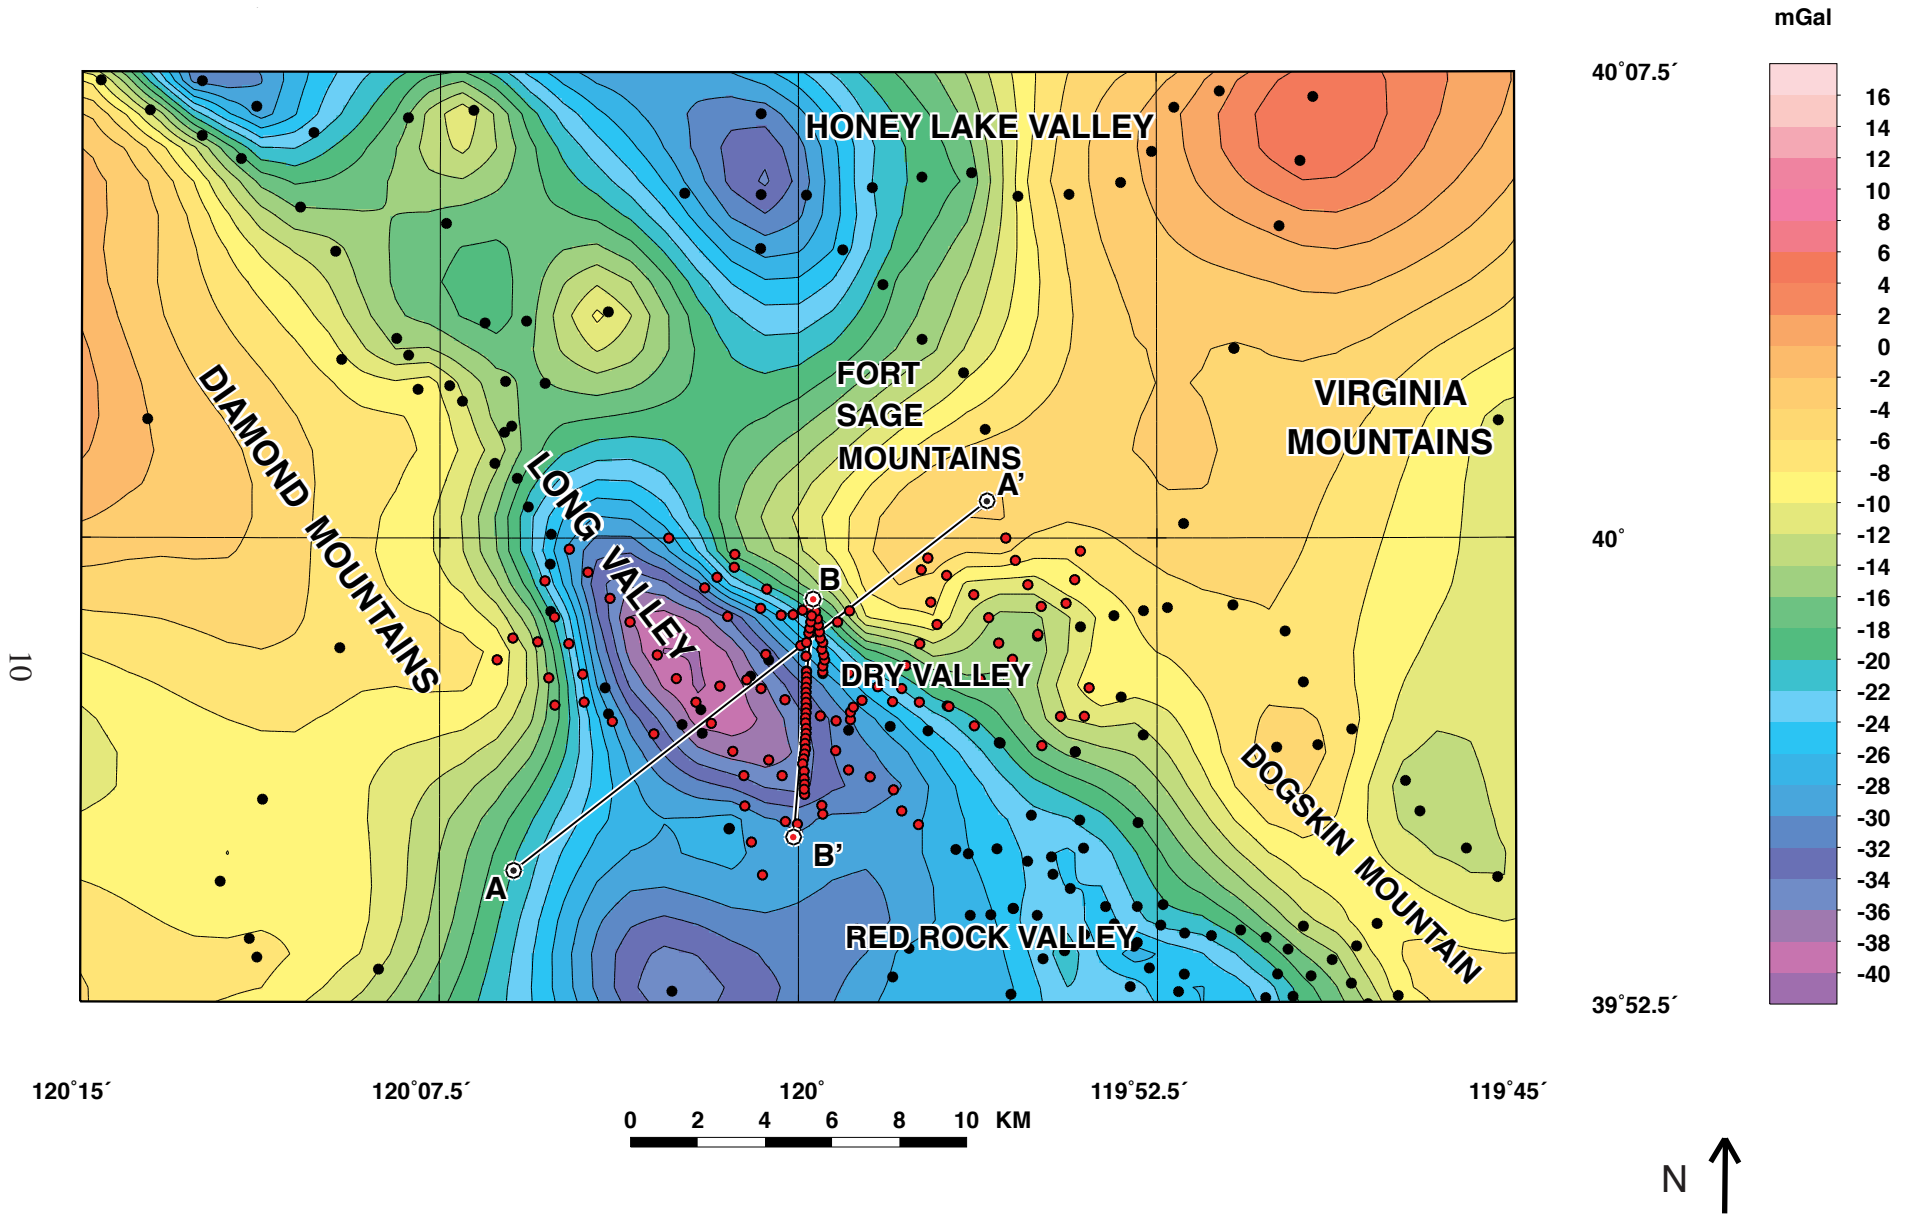 mGal
40°07.5´
16
14
12
10
8
6
4
2
0
-2
-4
-6
-8
-10
-12
-14
-16
-18
-20
-22
-24
-26
-28
-30
-32
-34
-36
-38
-40
HONEY LAKE VALLEY
FORT
SAGE
MOUNTAINS
VIRGINIA
MOUNTAINS
DIAMOND MOUNTAINS
LONG VALLEY
A’
40°
B
DRY VALLEY
10
DOGSKIN MOUNTAIN
B’
A
RED ROCK VALLEY
39°52.5´
120°15´
120°07.5´
120°
119°52.5´
119°45´
0 2 4 6 8 10 KM
N